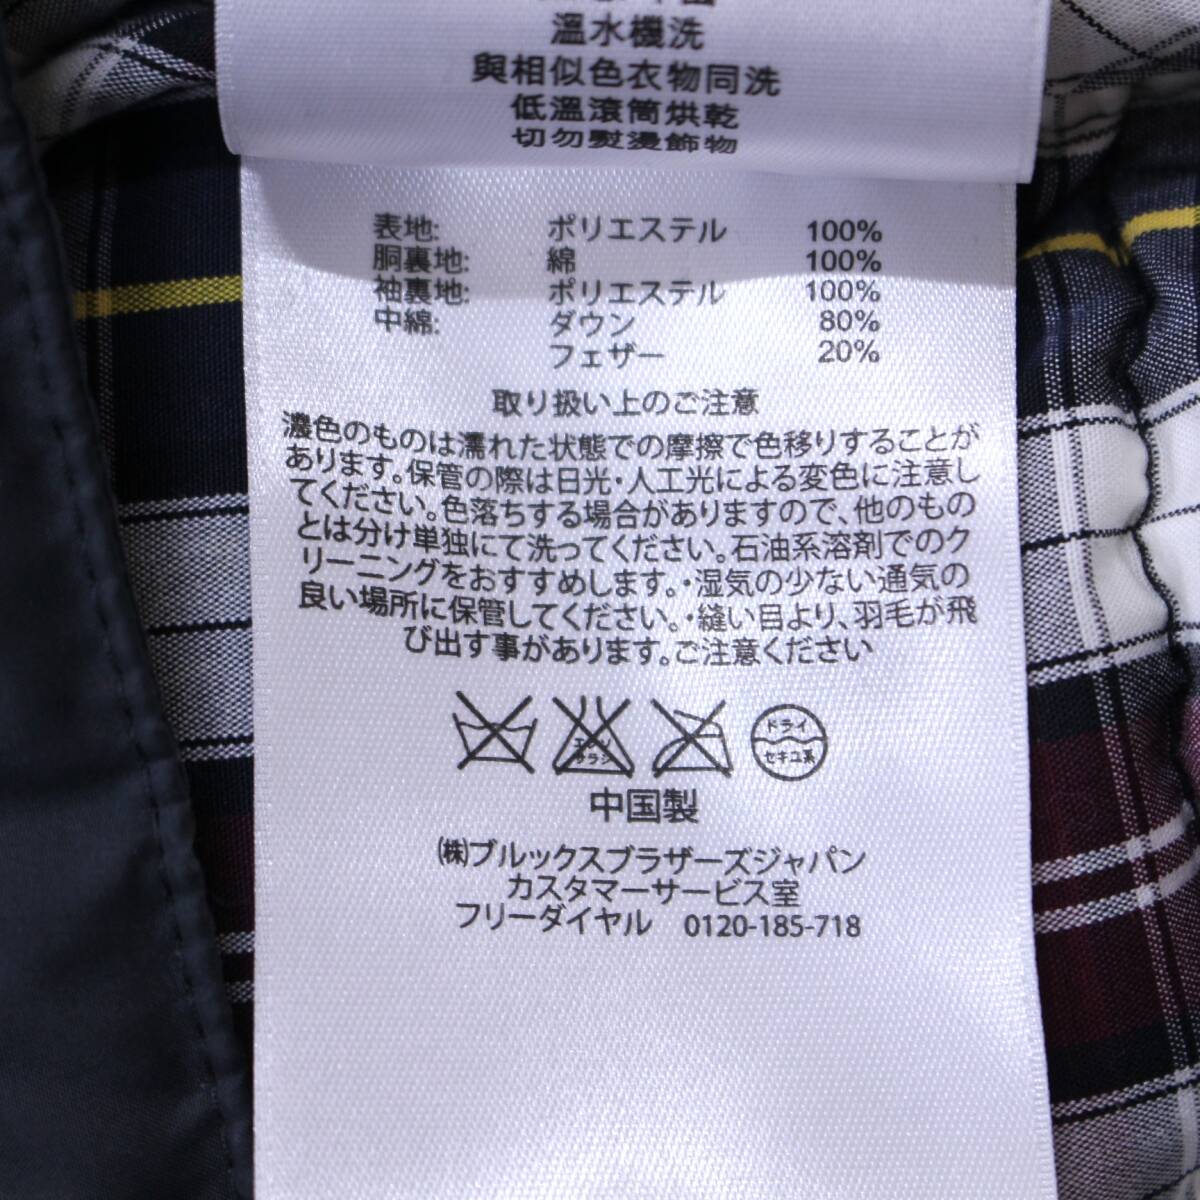 溫水機洗
與相似色衣物同洗
低溫滾筒烘乾
切勿熨燙飾物
表地: ポリエステル 100%
胴裏地: 綿 100%
袖裏地: ポリエステル 100%
中綿: ダウン 80%
フェザー 20%
取り扱い上のご注意
濃色のものは濡れた状態での摩擦で色移りすることが
あります。保管の際は日光・人工光による変色に注意し
てください。色落ちする場合がありますので、他のもの
とは分け単独にて洗ってください。石油系溶剤でのク
リーニングをおすすめします。・湿気の少ない通気の
良い場所に保管してください。・縫い目より、羽毛が飛
び出す事があります。ご注意ください
エンソ
サラシ
ドライ
セキユ系
中国製
㈱ブルックスブラザーズジャパン
カスタマーサービス室
フリーダイヤル 0120-185-718